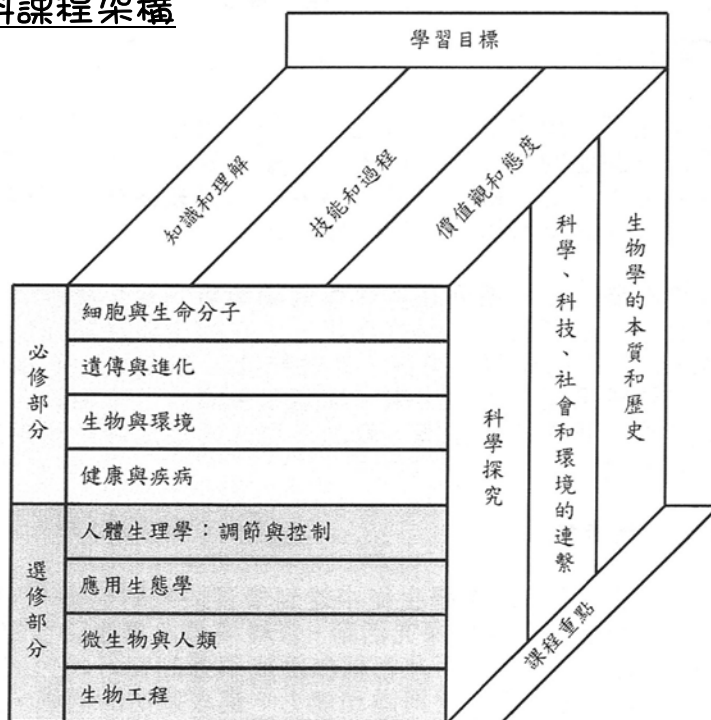 科課程架構
學習目標
知識和理解
技能和過程
價值觀和態度
必修部分
細胞與生命分子
遺傳與進化
生物與環境
健康與疾病
選修部分
人體生理學：調節與控制
應用生態學
微生物與人類
生物工程
科學探究
科學、科技、社會和環境的連繫
生物學的本質和歷史
課程重點